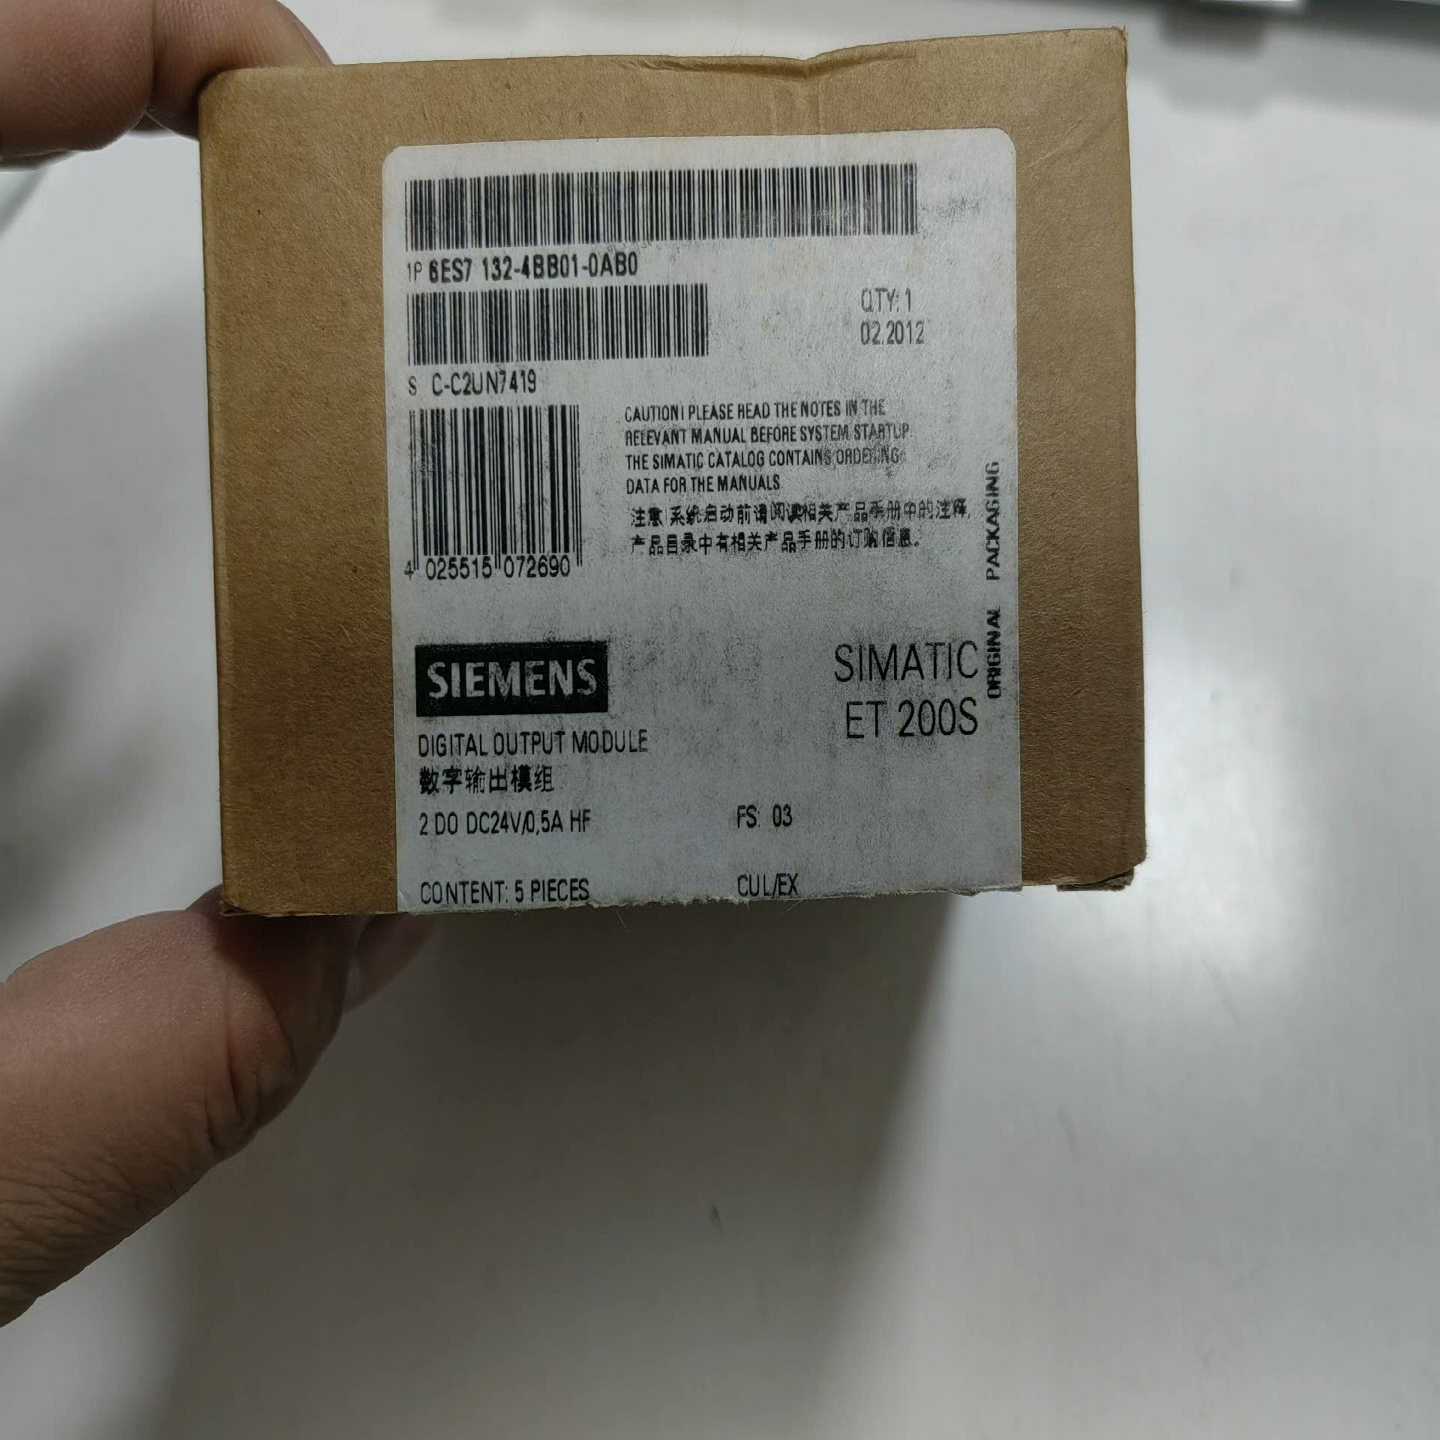 1P 6ES7 132-4BB01-0AB0
QTY: 1
02.2012
S C-C2UN7419
CAUTION! PLEASE READ THE NOTES IN THE
RELEVANT MANUAL BEFORE SYSTEM STARTUP.
THE SIMATIC CATALOG CONTAINS ORDERING
DATA FOR THE MANUALS
注意!系统启动前请阅读相关产品手册中的注释,
产品目录中有相关产品手册的订购信息。
4 025515 072690
ORIGINAL PACKAGING
SIEMENS
SIMATIC
ET 200S
DIGITAL OUTPUT MODULE
数字输出模组
2 DO DC24V/0,5A HF
FS: 03
CONTENT: 5 PIECES
CUL/EX